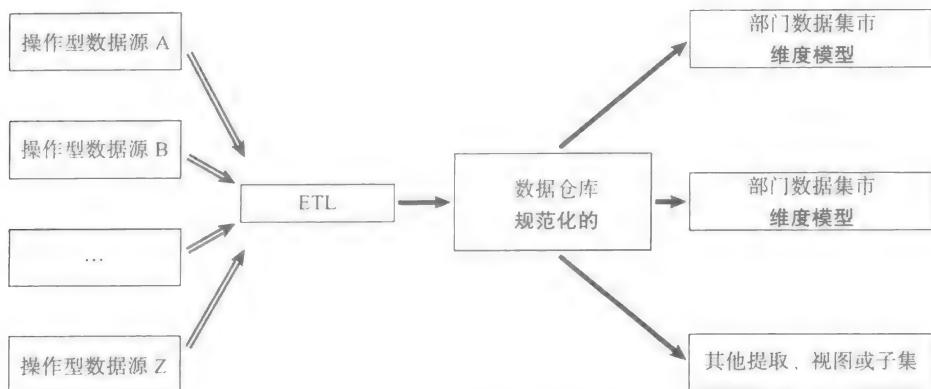 操作型数据源 A
操作型数据源 B
…
操作型数据源 Z
ETL
数据仓库
规范化的
部门数据集市
维度模型
部门数据集市
维度模型
其他提取、视图或子集